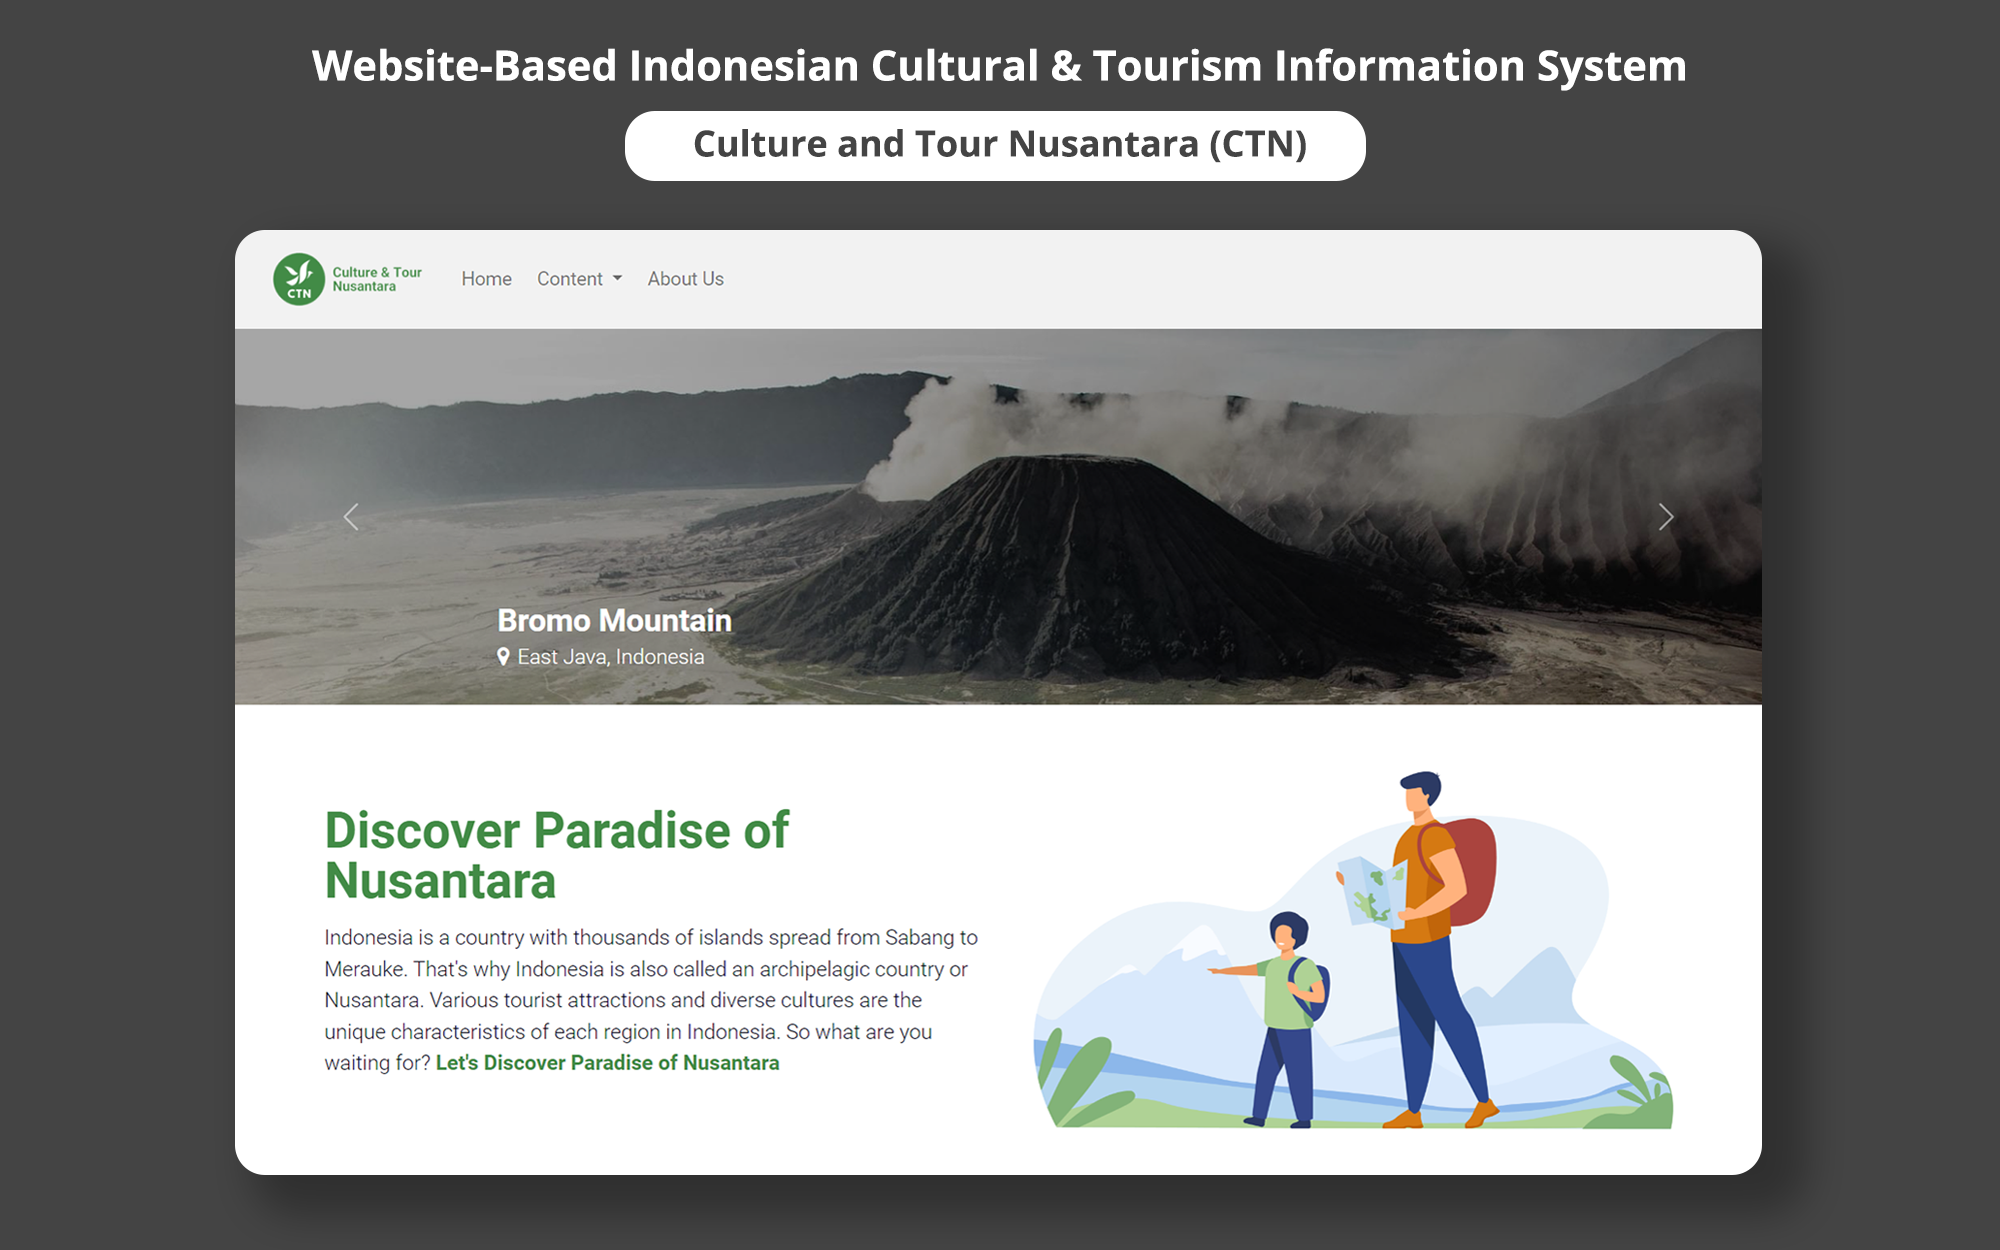 Website-Based Indonesian Cultural & Tourism Information System
Culture and Tour Nusantara (CTN)
CTN
Culture & Tour
Nusantara
Home Content About Us
Bromo Mountain
East Java, Indonesia
Discover Paradise of
Nusantara
Indonesia is a country with thousands of islands spread from Sabang to
Merauke. That's why Indonesia is also called an archipelagic country or
Nusantara. Various tourist attractions and diverse cultures are the
unique characteristics of each region in Indonesia. So what are you
waiting for? Let's Discover Paradise of Nusantara